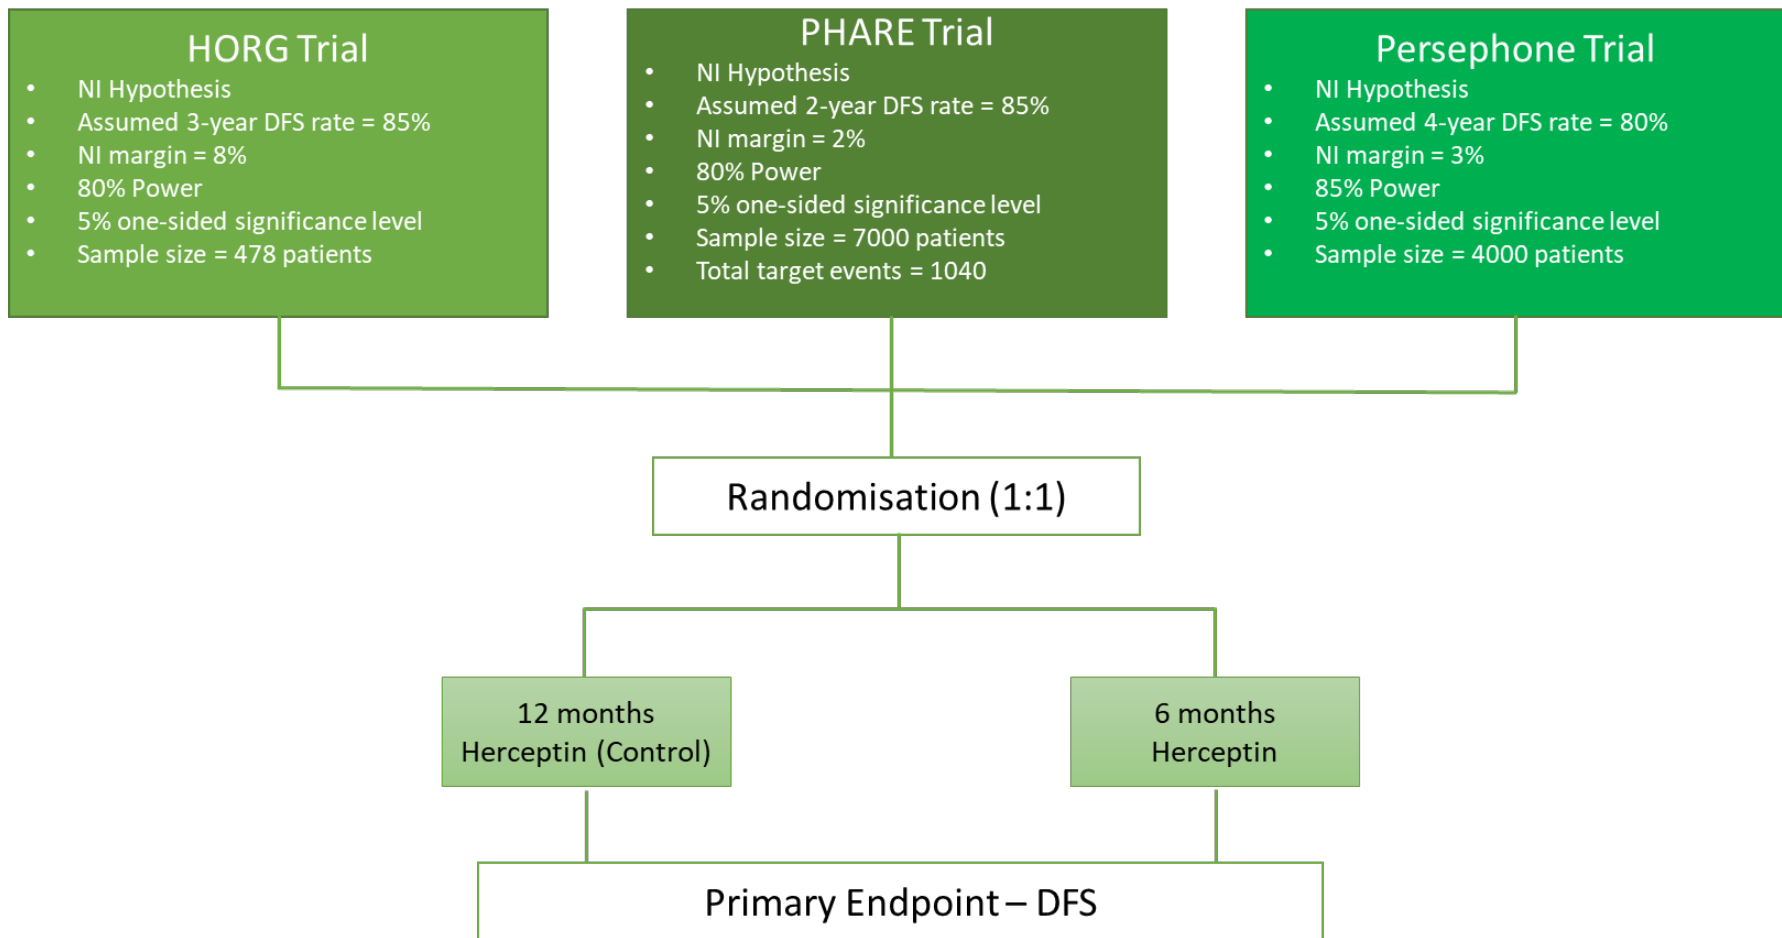 HORG Trial
• NI Hypothesis
• Assumed 3-year DFS rate = 85%
• NI margin = 8%
• 80% Power
• 5% one-sided significance level
• Sample size = 478 patients
PHARE Trial
• NI Hypothesis
• Assumed 2-year DFS rate = 85%
• NI margin = 2%
• 80% Power
• 5% one-sided significance level
• Sample size = 7000 patients
• Total target events = 1040
Persephone Trial
• NI Hypothesis
• Assumed 4-year DFS rate = 80%
• NI margin = 3%
• 85% Power
• 5% one-sided significance level
• Sample size = 4000 patients
Randomisation (1:1)
12 months
Herceptin (Control)
6 months
Herceptin
Primary Endpoint – DFS